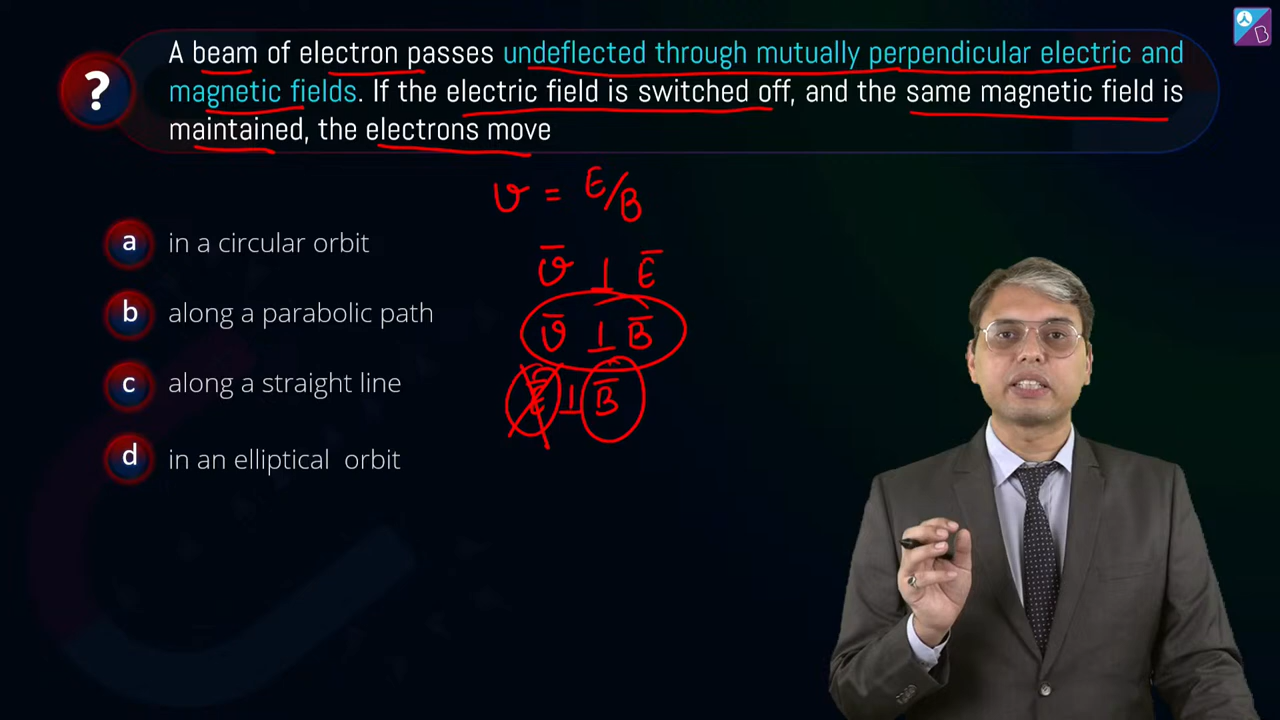 A beam of electron passes undeflected through mutually perpendicular electric and
? magnetic fields. If the electric field is switched off, and the same magnetic field is
maintained, the electrons move
v = E/B
a in a circular orbit
v̅ ⊥ E̅
b along a parabolic path
v̅ ⊥ B̅
c along a straight line
E̅ ⊥ B̅
d in an elliptical orbit
B